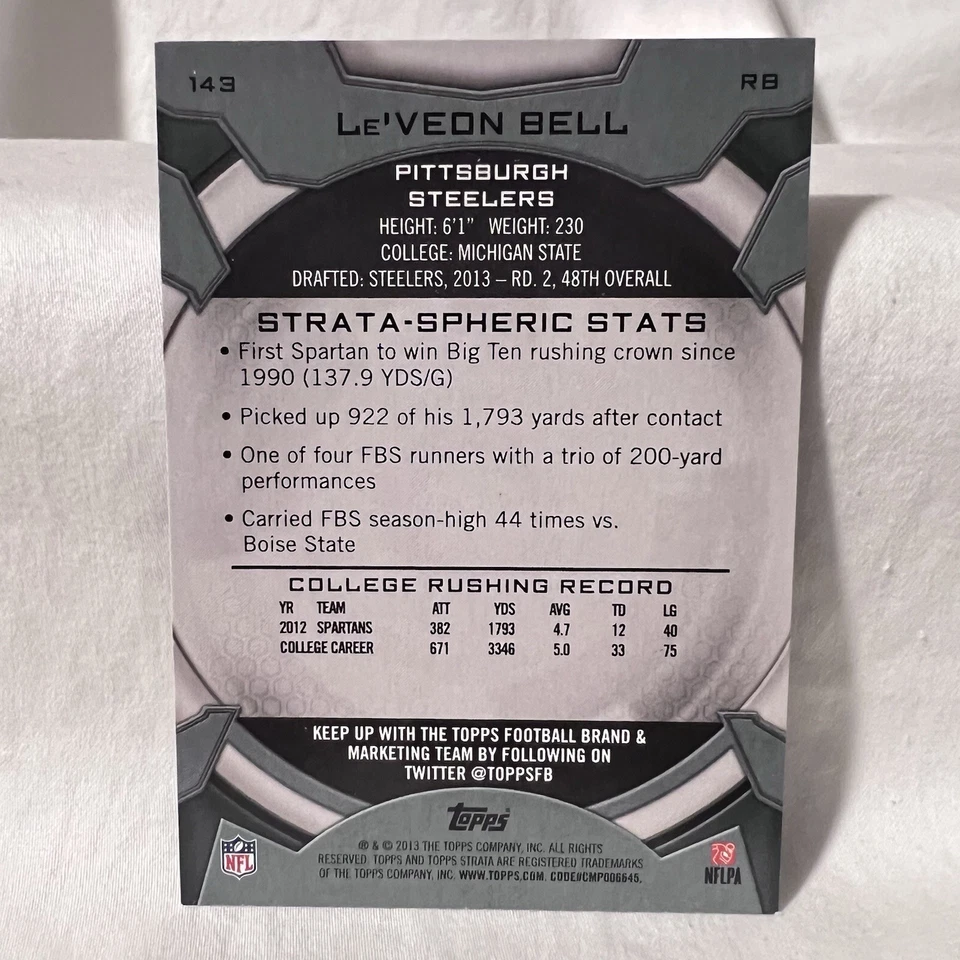 143 RB
Le'VEON BELL
PITTSBURGH
STEELERS
HEIGHT: 6'1" WEIGHT: 230
COLLEGE: MICHIGAN STATE
DRAFTED: STEELERS, 2013 – RD. 2, 48TH OVERALL
STRATA-SPHERIC STATS
• First Spartan to win Big Ten rushing crown since
1990 (137.9 YDS/G)
• Picked up 922 of his 1,793 yards after contact
• One of four FBS runners with a trio of 200-yard
performances
• Carried FBS season-high 44 times vs.
Boise State
COLLEGE RUSHING RECORD
YR TEAM ATT YDS AVG TD LG
2012 SPARTANS 382 1793 4.7 12 40
COLLEGE CAREER 671 3346 5.0 33 75
KEEP UP WITH THE TOPPS FOOTBALL BRAND &
MARKETING TEAM BY FOLLOWING ON
TWITTER @TOPPSFB
Topps®
® & © 2013 THE TOPPS COMPANY, INC. ALL RIGHTS
RESERVED. TOPPS AND TOPPS STRATA ARE REGISTERED TRADEMARKS
OF THE TOPPS COMPANY, INC. WWW.TOPPS.COM. CODE#CMP006645.
NFL
NFLPA